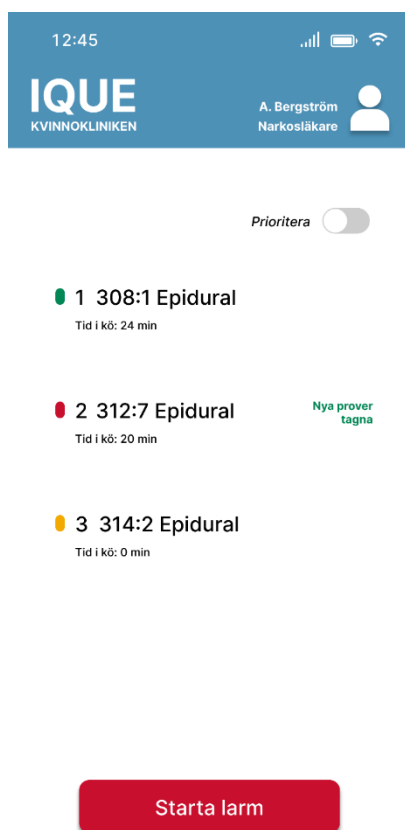 12:45
IQUE
KVINNOKLINIKEN
A. Bergström
Narkosläkare
Prioritera
1 308:1 Epidural
Tid i kö: 24 min
2 312:7 Epidural
Nya prover
tagna
Tid i kö: 20 min
3 314:2 Epidural
Tid i kö: 0 min
Starta larm